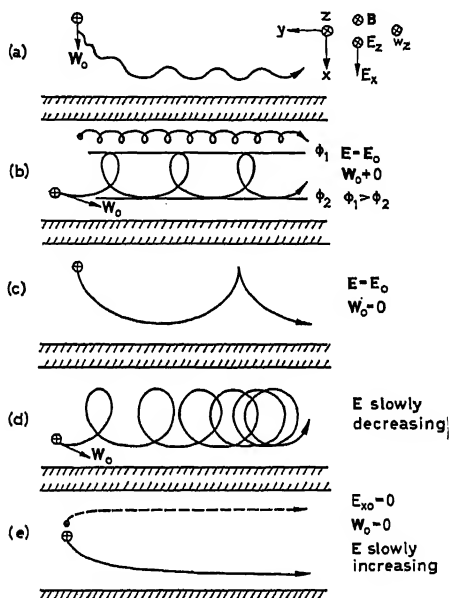 (a)
⊕
W₀
y
z
x
⊗ B
⊗ E_z
⊗ w_z
E_x
(b)
⊕
W₀
ϕ₁
ϕ₂
E=E₀
W₀+0
ϕ₁>ϕ₂
(c)
⊕
E=E₀
W₀=0
(d)
⊕
W₀
E slowly
decreasing
(e)
⊕
E_xo=0
W₀=0
E slowly
increasing